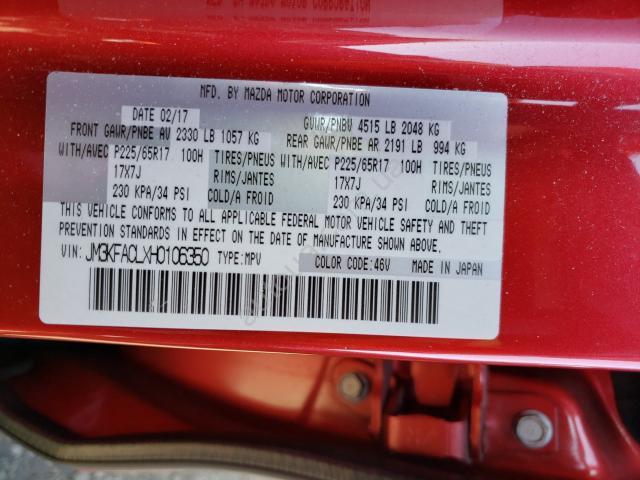 MFD. BY MAZDA MOTOR CORPORATION
DATE 02/17
GVWR/PNBV 4515 LB 2048 KG
FRONT GAWR/PNBE AV 2330 LB 1057 KG
REAR GAWR/PNBE AR 2191 LB 994 KG
WITH/AVEC P225/65R17 100H TIRES/PNEUS WITH/AVEC P225/65R17 100H TIRES/PNEUS
17X7J RIMS/JANTES 17X7J RIMS/JANTES
230 KPA/34 PSI COLD/A FROID 230 KPA/34 PSI COLD/A FROID
THIS VEHICLE CONFORMS TO ALL APPLICABLE FEDERAL MOTOR VEHICLE SAFETY AND THEFT
PREVENTION STANDARDS IN EFFECT ON THE DATE OF MANUFACTURE SHOWN ABOVE.
VIN: JM3KFACLXH0106350 TYPE:MPV COLOR CODE:46V MADE IN JAPAN